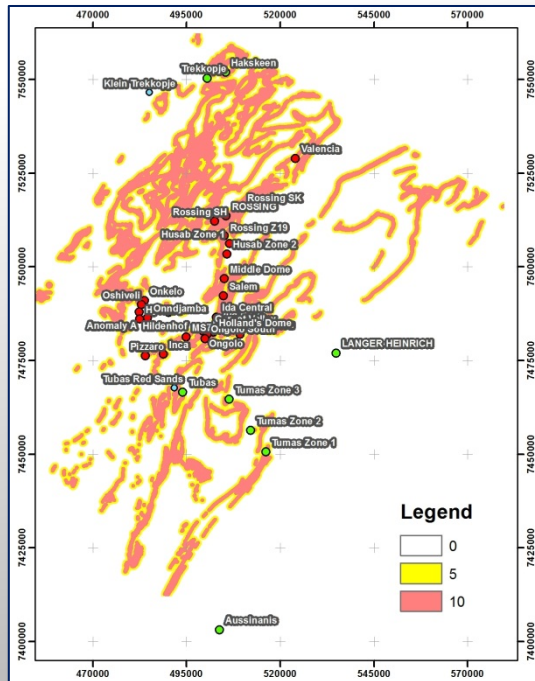 470000 495000 520000 545000 570000
7550000 7550000
7525000 7525000
7500000 7500000
7475000 7475000
7450000 7450000
7425000 7425000
7400000 7400000
Hakskeen
Trekkopje
Klein Trekkopje
Valencia
Rossing SK
ROSSING
Rossing SH
Rossing Z19
Husab Zone 1
Husab Zone 2
Middle Dome
Salem
Onkelo
Oshiveli
Onndjamba
Ida Central
Anomaly A
Hildenhof
MS7
Holland's Dome
Ongolo South
Ongolo
Pizzaro
Inca
LANGER HEINRICH
Tubas Red Sands
Tubas
Tumas Zone 3
Tumas Zone 2
Tumas Zone 1
Aussinanis
Legend
0
5
10
470000 495000 520000 545000 570000